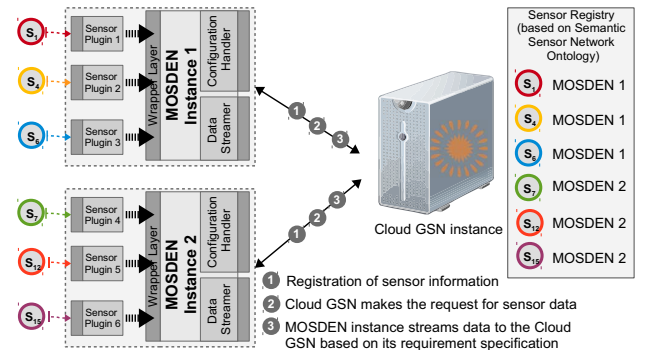 S1
Sensor
Plugin 1
S4
Sensor
Plugin 2
S6
Sensor
Plugin 3
Wrapper Layer
MOSDEN
Instance 1
Configuration
Handler
Data
Streamer
S7
Sensor
Plugin 4
S12
Sensor
Plugin 5
S15
Sensor
Plugin 6
Wrapper Layer
MOSDEN
Instance 2
Configuration
Handler
Data
Streamer
1
2
3
3
2
1
Cloud GSN instance
1 Registration of sensor information
2 Cloud GSN makes the request for sensor data
3 MOSDEN instance streams data to the Cloud
GSN based on its requirement specification
Sensor Registry
(based on Semantic
Sensor Network
Ontology)
S1 MOSDEN 1
S4 MOSDEN 1
S6 MOSDEN 1
S7 MOSDEN 2
S12 MOSDEN 2
S15 MOSDEN 2